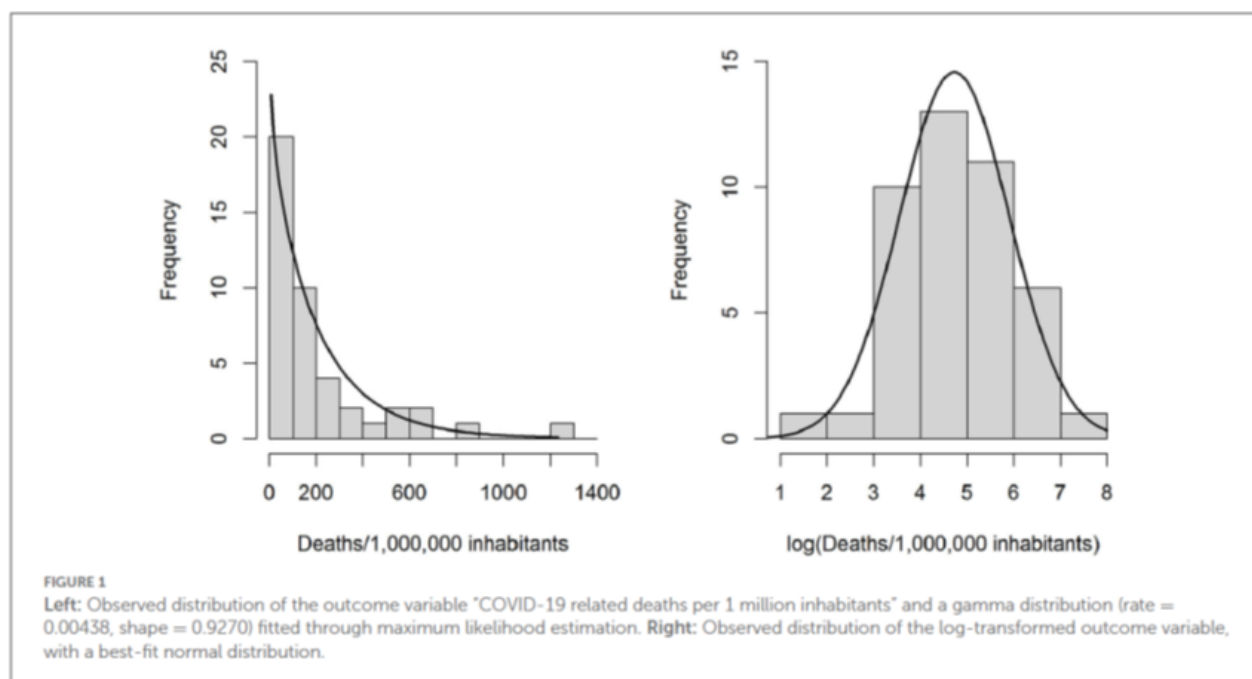 25
20
15
10
5
0
Frequency
0 200 600 1000 1400
Deaths/1,000,000 inhabitants
15
10
5
0
Frequency
1 2 3 4 5 6 7 8
log(Deaths/1,000,000 inhabitants)
FIGURE 1
Left: Observed distribution of the outcome variable "COVID-19 related deaths per 1 million inhabitants" and a gamma distribution (rate =
0.00438, shape = 0.9270) fitted through maximum likelihood estimation. Right: Observed distribution of the log-transformed outcome variable,
with a best-fit normal distribution.